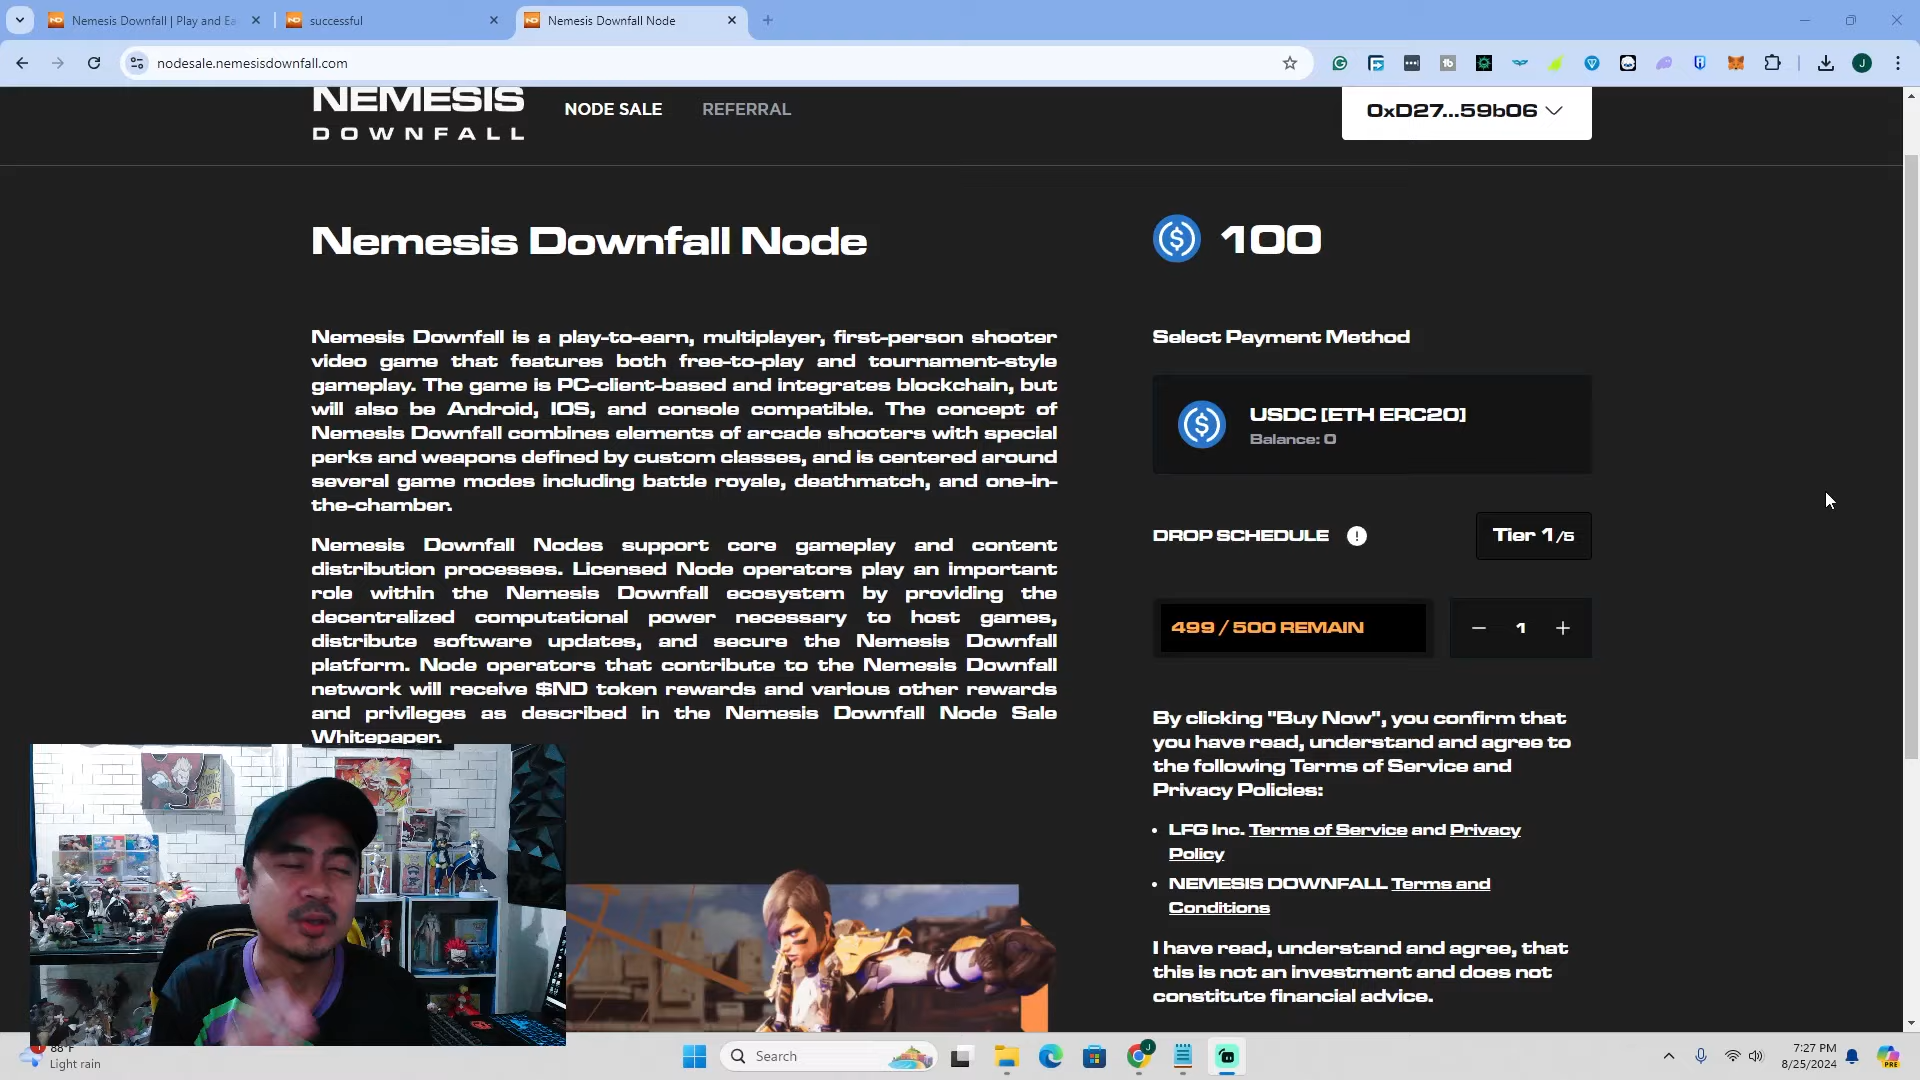 Nemesis Downfall | Play and Ea
successful
Nemesis Downfall Node
nodesale.nemesisdownfall.com
NEMESIS
DOWNFALL
NODE SALE
REFERRAL
0xD27...59b06
Nemesis Downfall Node
100
Nemesis Downfall is a play-to-earn, multiplayer, first-person shooter
video game that features both free-to-play and tournament-style
gameplay. The game is PC-client-based and integrates blockchain, but
will also be Android, IOS, and console compatible. The concept of
Nemesis Downfall combines elements of arcade shooters with special
perks and weapons defined by custom classes, and is centered around
several game modes including battle royale, deathmatch, and one-in-
the-chamber.
Nemesis Downfall Nodes support core gameplay and content
distribution processes. Licensed Node operators play an important
role within the Nemesis Downfall ecosystem by providing the
decentralized computational power necessary to host games,
distribute software updates, and secure the Nemesis Downfall
platform. Node operators that contribute to the Nemesis Downfall
network will receive $ND token rewards and various other rewards
and privileges as described in the Nemesis Downfall Node Sale
Whitepaper.
Select Payment Method
USDC [ETH ERC20]
Balance: 0
DROP SCHEDULE
Tier 1/5
499 / 500 REMAIN
1
By clicking "Buy Now", you confirm that
you have read, understand and agree to
the following Terms of Service and
Privacy Policies:
• LFG Inc. Terms of Service and Privacy
Policy
• NEMESIS DOWNFALL Terms and
Conditions
I have read, understand and agree, that
this is not an investment and does not
constitute financial advice.
88°F
Light rain
Search
7:27 PM
8/25/2024